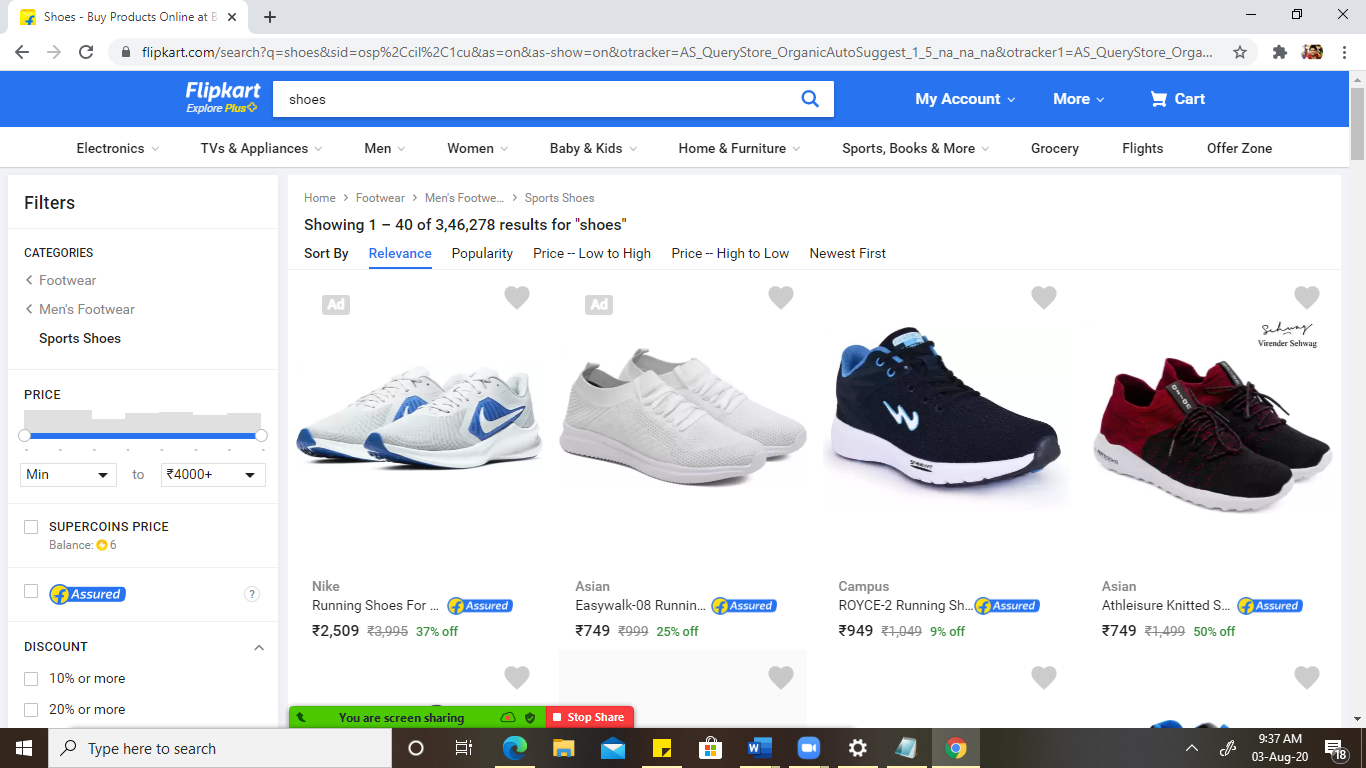 Shoes - Buy Products Online at B
flipkart.com/search?q=shoes&sid=osp%2Ccil%2C1cu&as=on&as-show=on&otracker=AS_QueryStore_OrganicAutoSuggest_1_5_na_na_na&otracker1=AS_QueryStore_Orga...
Flipkart
Explore Plus
shoes
My Account
More
Cart
Electronics
TVs & Appliances
Men
Women
Baby & Kids
Home & Furniture
Sports, Books & More
Grocery
Flights
Offer Zone
Filters
CATEGORIES
Footwear
Men's Footwear
Sports Shoes
PRICE
Min to ₹4000+
SUPERCOINS PRICE
Balance: 6
Assured ?
DISCOUNT
10% or more
20% or more
Home > Footwear > Men's Footwe... > Sports Shoes
Showing 1 – 40 of 3,46,278 results for "shoes"
Sort By Relevance Popularity Price -- Low to High Price -- High to Low Newest First
Ad
Nike
Running Shoes For ... Assured
₹2,509 ₹3,995 37% off
Ad
Asian
Easywalk-08 Runnin... Assured
₹749 ₹999 25% off
Campus
ROYCE-2 Running Sh... Assured
₹949 ₹1,049 9% off
Sehwag
Virender Sehwag
Asian
Athleisure Knitted S... Assured
₹749 ₹1,499 50% off
You are screen sharing
Stop Share
Type here to search
9:37 AM
03-Aug-20
18